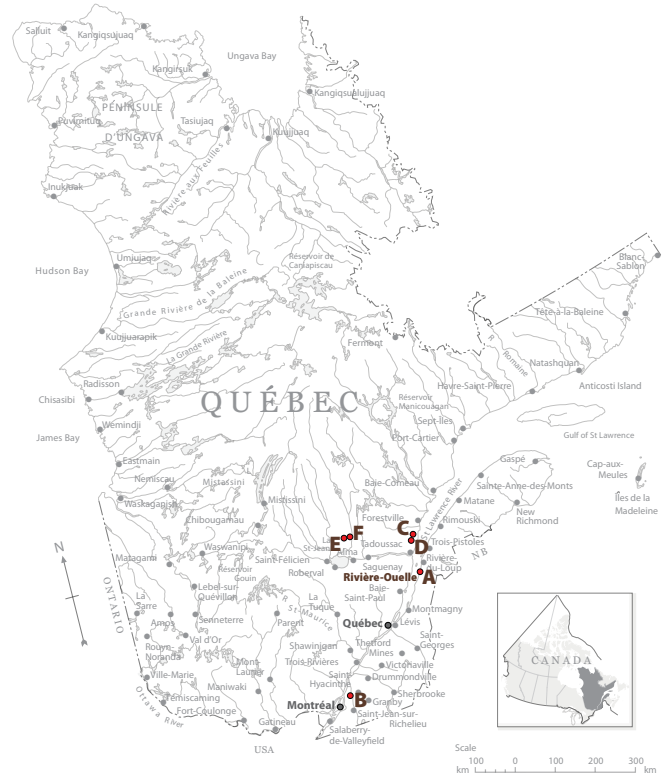 Salluit
Kangiqsujuaq
Ungava Bay
Kangirsuk
Kangiqsualujjuaq
PÉNINSULE
D'UNGAVA
Puvirnituq
Tasiujaq
Kuujjuaq
Rivière aux Feuilles
Inukjuak
Hudson Bay
Umiujaq
Réservoir de
Caniapiscau
Blanc-
Sablon
Grande Rivière de la Baleine
Tête-à-la-Baleine
Kuujjuarapik
La Grande Rivière
Fermont
R. Romaine
Natashquan
Radisson
Chisasibi
QUÉBEC
Havre-Saint-Pierre
Anticosti Island
Réservoir
Manicouagan
Wemindji
James Bay
Sept-Iles
Port-Cartier
Gulf of St Lawrence
Eastmain
Gaspé
Cap-aux-
Meules
Nemiscau
Mistassini
Baie-Comeau
Sainte-Anne-des-Monts
Îles de la
Madeleine
Waskaganish
Mistissini
Matane
New
Richmond
St Lawrence River
Chibougamau
Forestville
C
Rimouski
F
E
Tadoussac
D
Trois-Pistoles
N
Waswanipi
St-Jean
Alma
NB
Matagami
Réservoir
Gouin
Saint-Félicien
Roberval
Saguenay
Rivière-
du-Loup
Rivière-Ouelle
A
ONTARIO
Lebel-sur-
Quévillon
Baie-
Saint-Paul
La
Sarre
La
Tuque
R St-Maurice
Montmagny
Amos
Senneterre
Parent
Québec
Lévis
CANADA
Val d'Or
Rouyn-
Noranda
Shawinigan
Thetford
Mines
Saint-
Georges
Trois-Rivières
Victoriaville
Mont-
Laurier
Ville-Marie
Saint-
Hyacinthe
Drummondville
Témiscaming
Maniwaki
B
Sherbrooke
Granby
Fort-Coulonge
Montréal
Saint-Jean-sur-
Richelieu
Ottawa River
Gatineau
Salaberry-
de-Valleyfield
USA
Scale
km 100 0 100 200 300 km